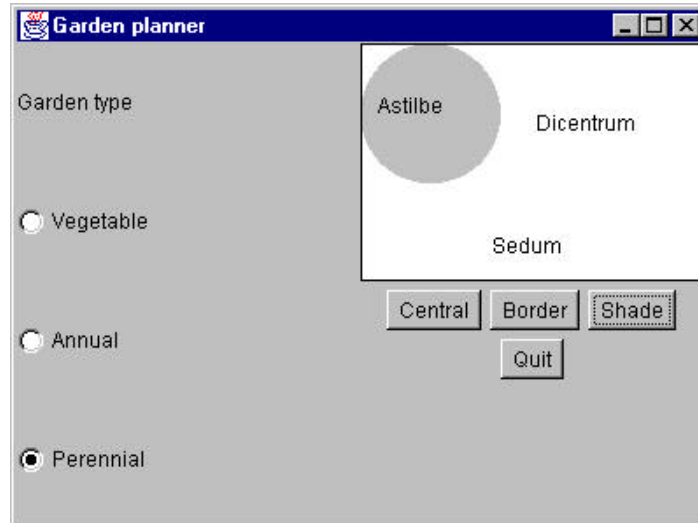 Garden planner
Garden type
Astilbe
Dicentrum
Vegetable
Sedum
Central Border Shade
Annual
Quit
Perennial